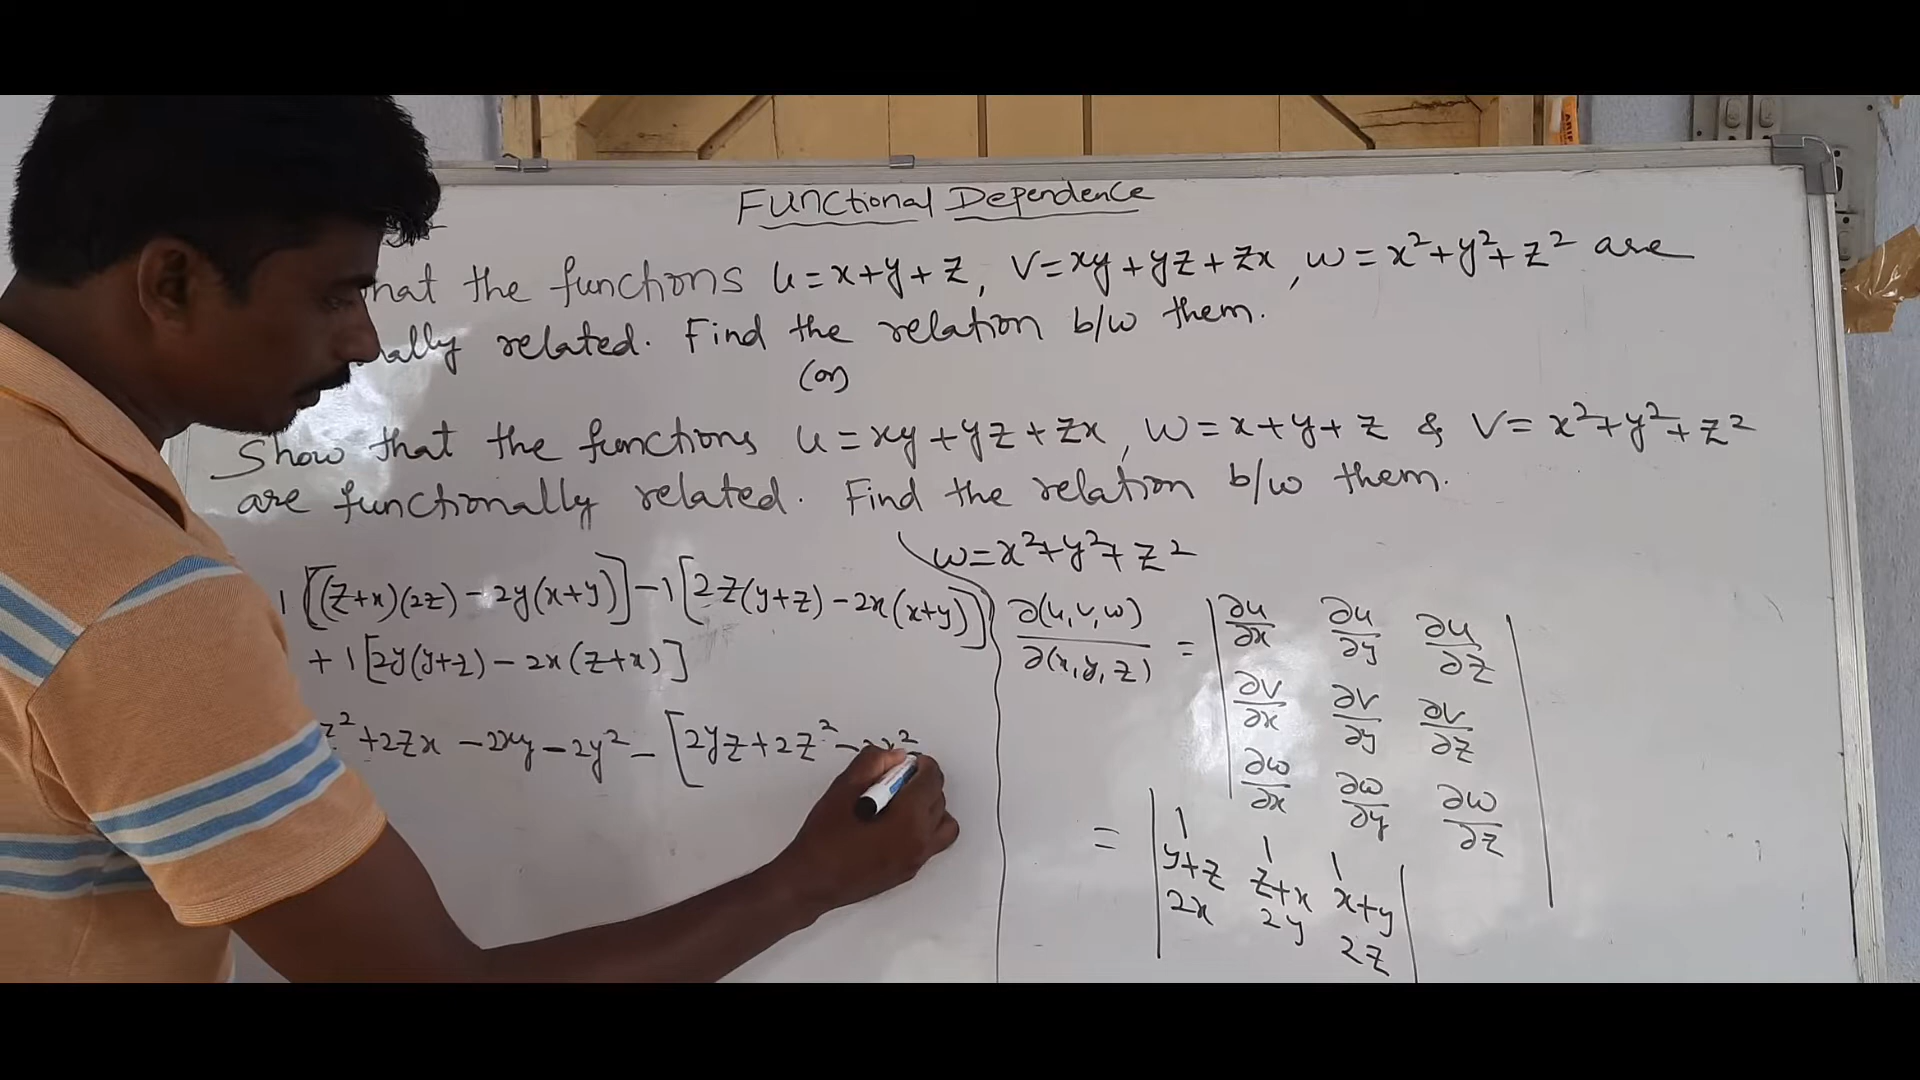 Functional Dependence
that the functions u=x+y+z, v=xy+yz+zx, w=x²+y²+z² are
ally related. Find the relation b/w them.
(or)
Show that the functions u=xy+yz+zx, w=x+y+z & v=x²+y²+z²
are functionally related. Find the relation b/w them.
w=x²+y²+z²
1[(z+x)(2z)-2y(x+y)]-1[2z(y+z)-2x(x+y)]
+1[2y(y+z)-2x(z+x)]
z²+2zx-2xy-2y²-[2yz+2z²-2x²
∂(u,v,w)/∂(x,y,z) = | ∂u/∂x ∂u/∂y ∂u/∂z
∂v/∂x ∂v/∂y ∂v/∂z
∂w/∂x ∂w/∂y ∂w/∂z |
= | 1 1 1
y+z z+x x+y
2x 2y 2z |